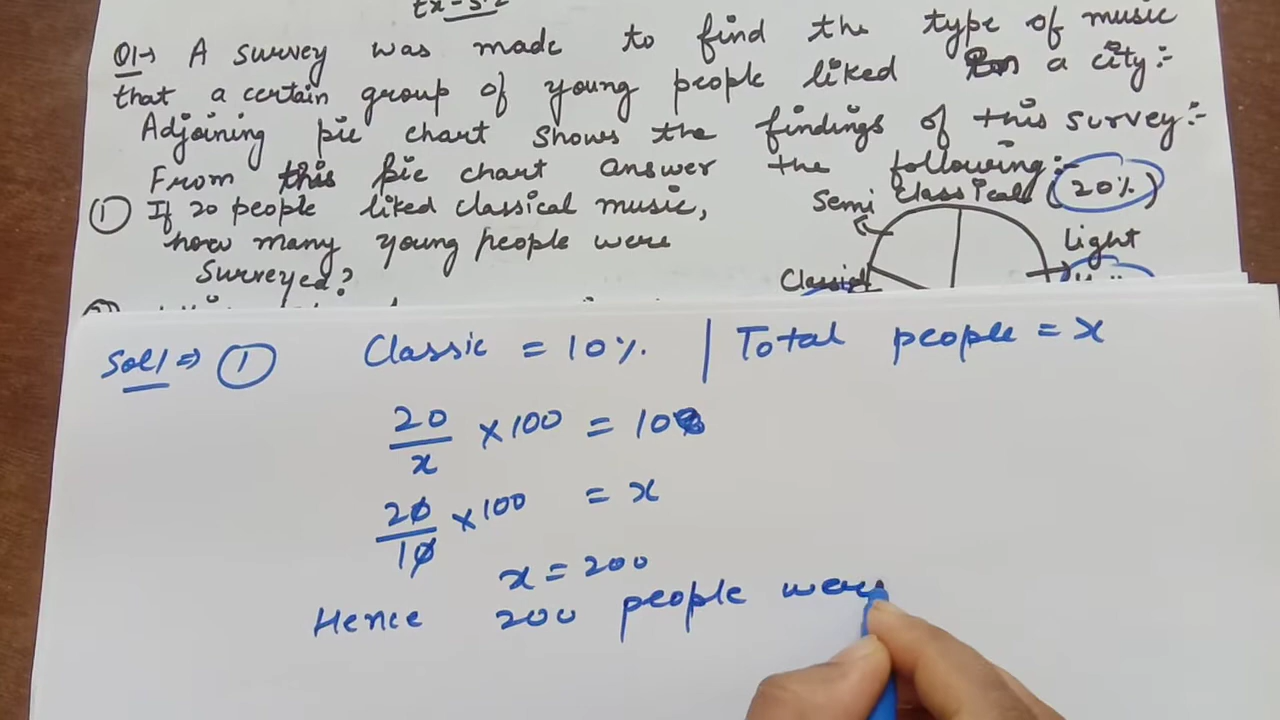 Ex-5.2
Q1→ A survey was made to find the type of music
that a certain group of young people liked in a city:-
Adjoining pie chart shows the findings of this survey:-
From this pie chart answer the following:-
① If 20 people liked classical music,
how many young people were
Surveyed?
Semi Classical (20%)
Light
Classical
Sol1⇒ ① Classic = 10% | Total people = x
20/x × 100 = 10
20/10 × 100 = x
x = 200
Hence 200 people were